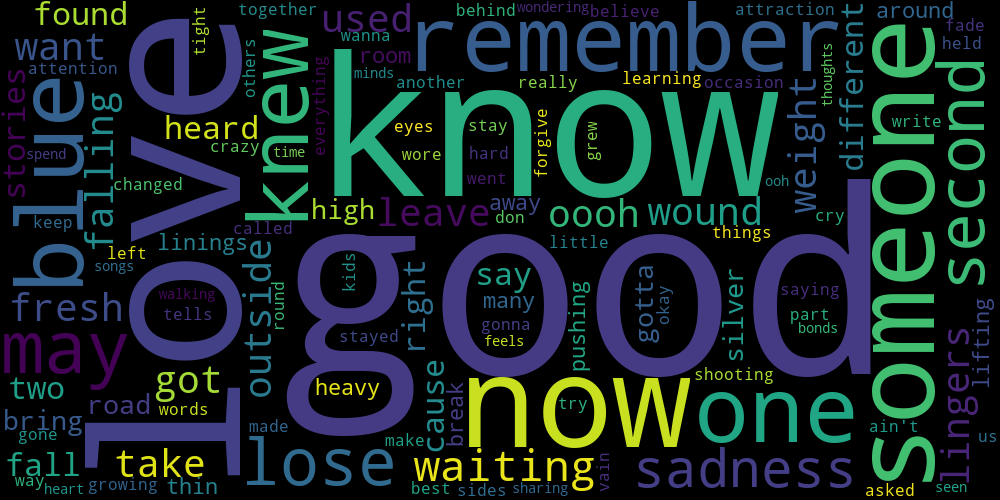 found
together
behind
wondering
believe
attraction
around
fade
held
want
attention
tight
others
used
wanna
room
minds
remember
another
really
learning
occasion
thoughts
different
stories
blue
spend
falling
love
heard
crazy
knew
time
everything
know
eyes
wore
stay
hard
went
forgive
grew
weight
ooh
someone
write
second
changed
keep
high
leave
away
don
oooh
wound
things
cry
called
linings
left
songs
little
fresh
walking
tells
outside
round
kids
good
stayed
right
say
many
gonna
feels
pushing
gotta
okay
silver
saying
part
bonds
lifting
may
two
got
words
road
heavy
cause
break
now
try
shooting
one
lingers
bring
gone
made
make
lose
waiting
vain
sadness
ain't
us
fall
way
heart
growing
thin
take
best
sides
sharing
asked
seen